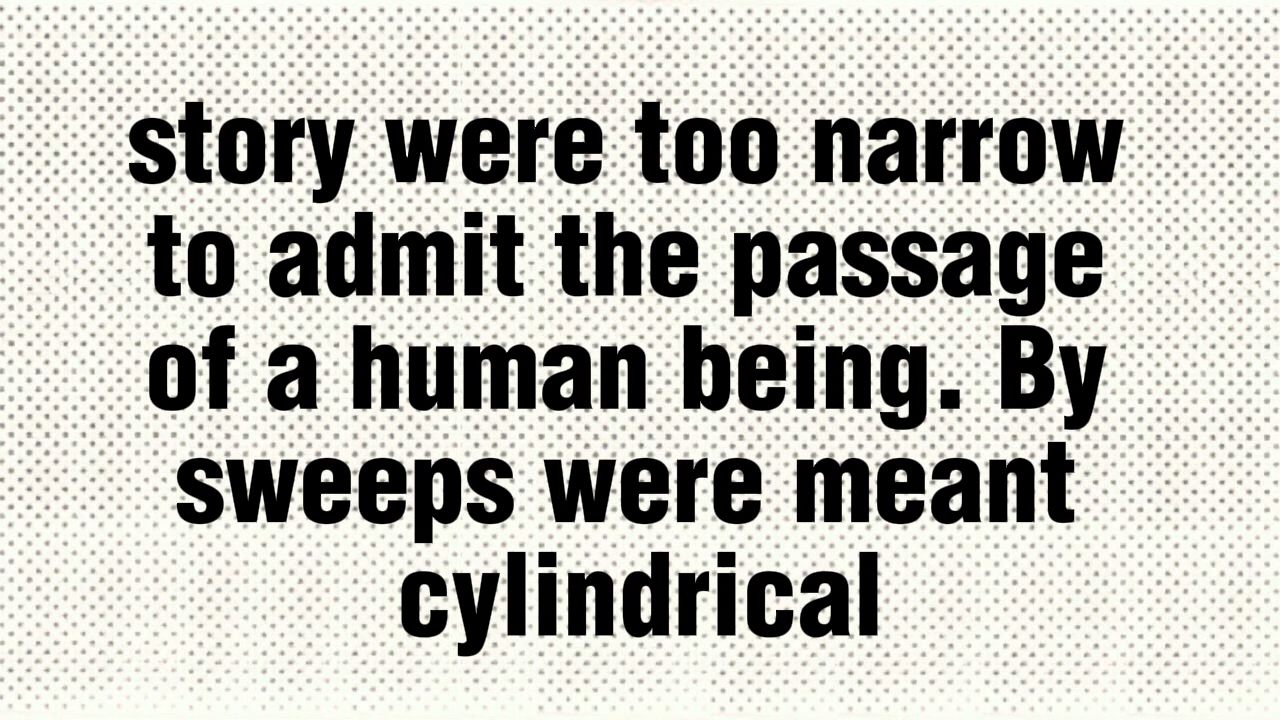 story were too narrow
to admit the passage
of a human being. By
sweeps were meant
cylindrical